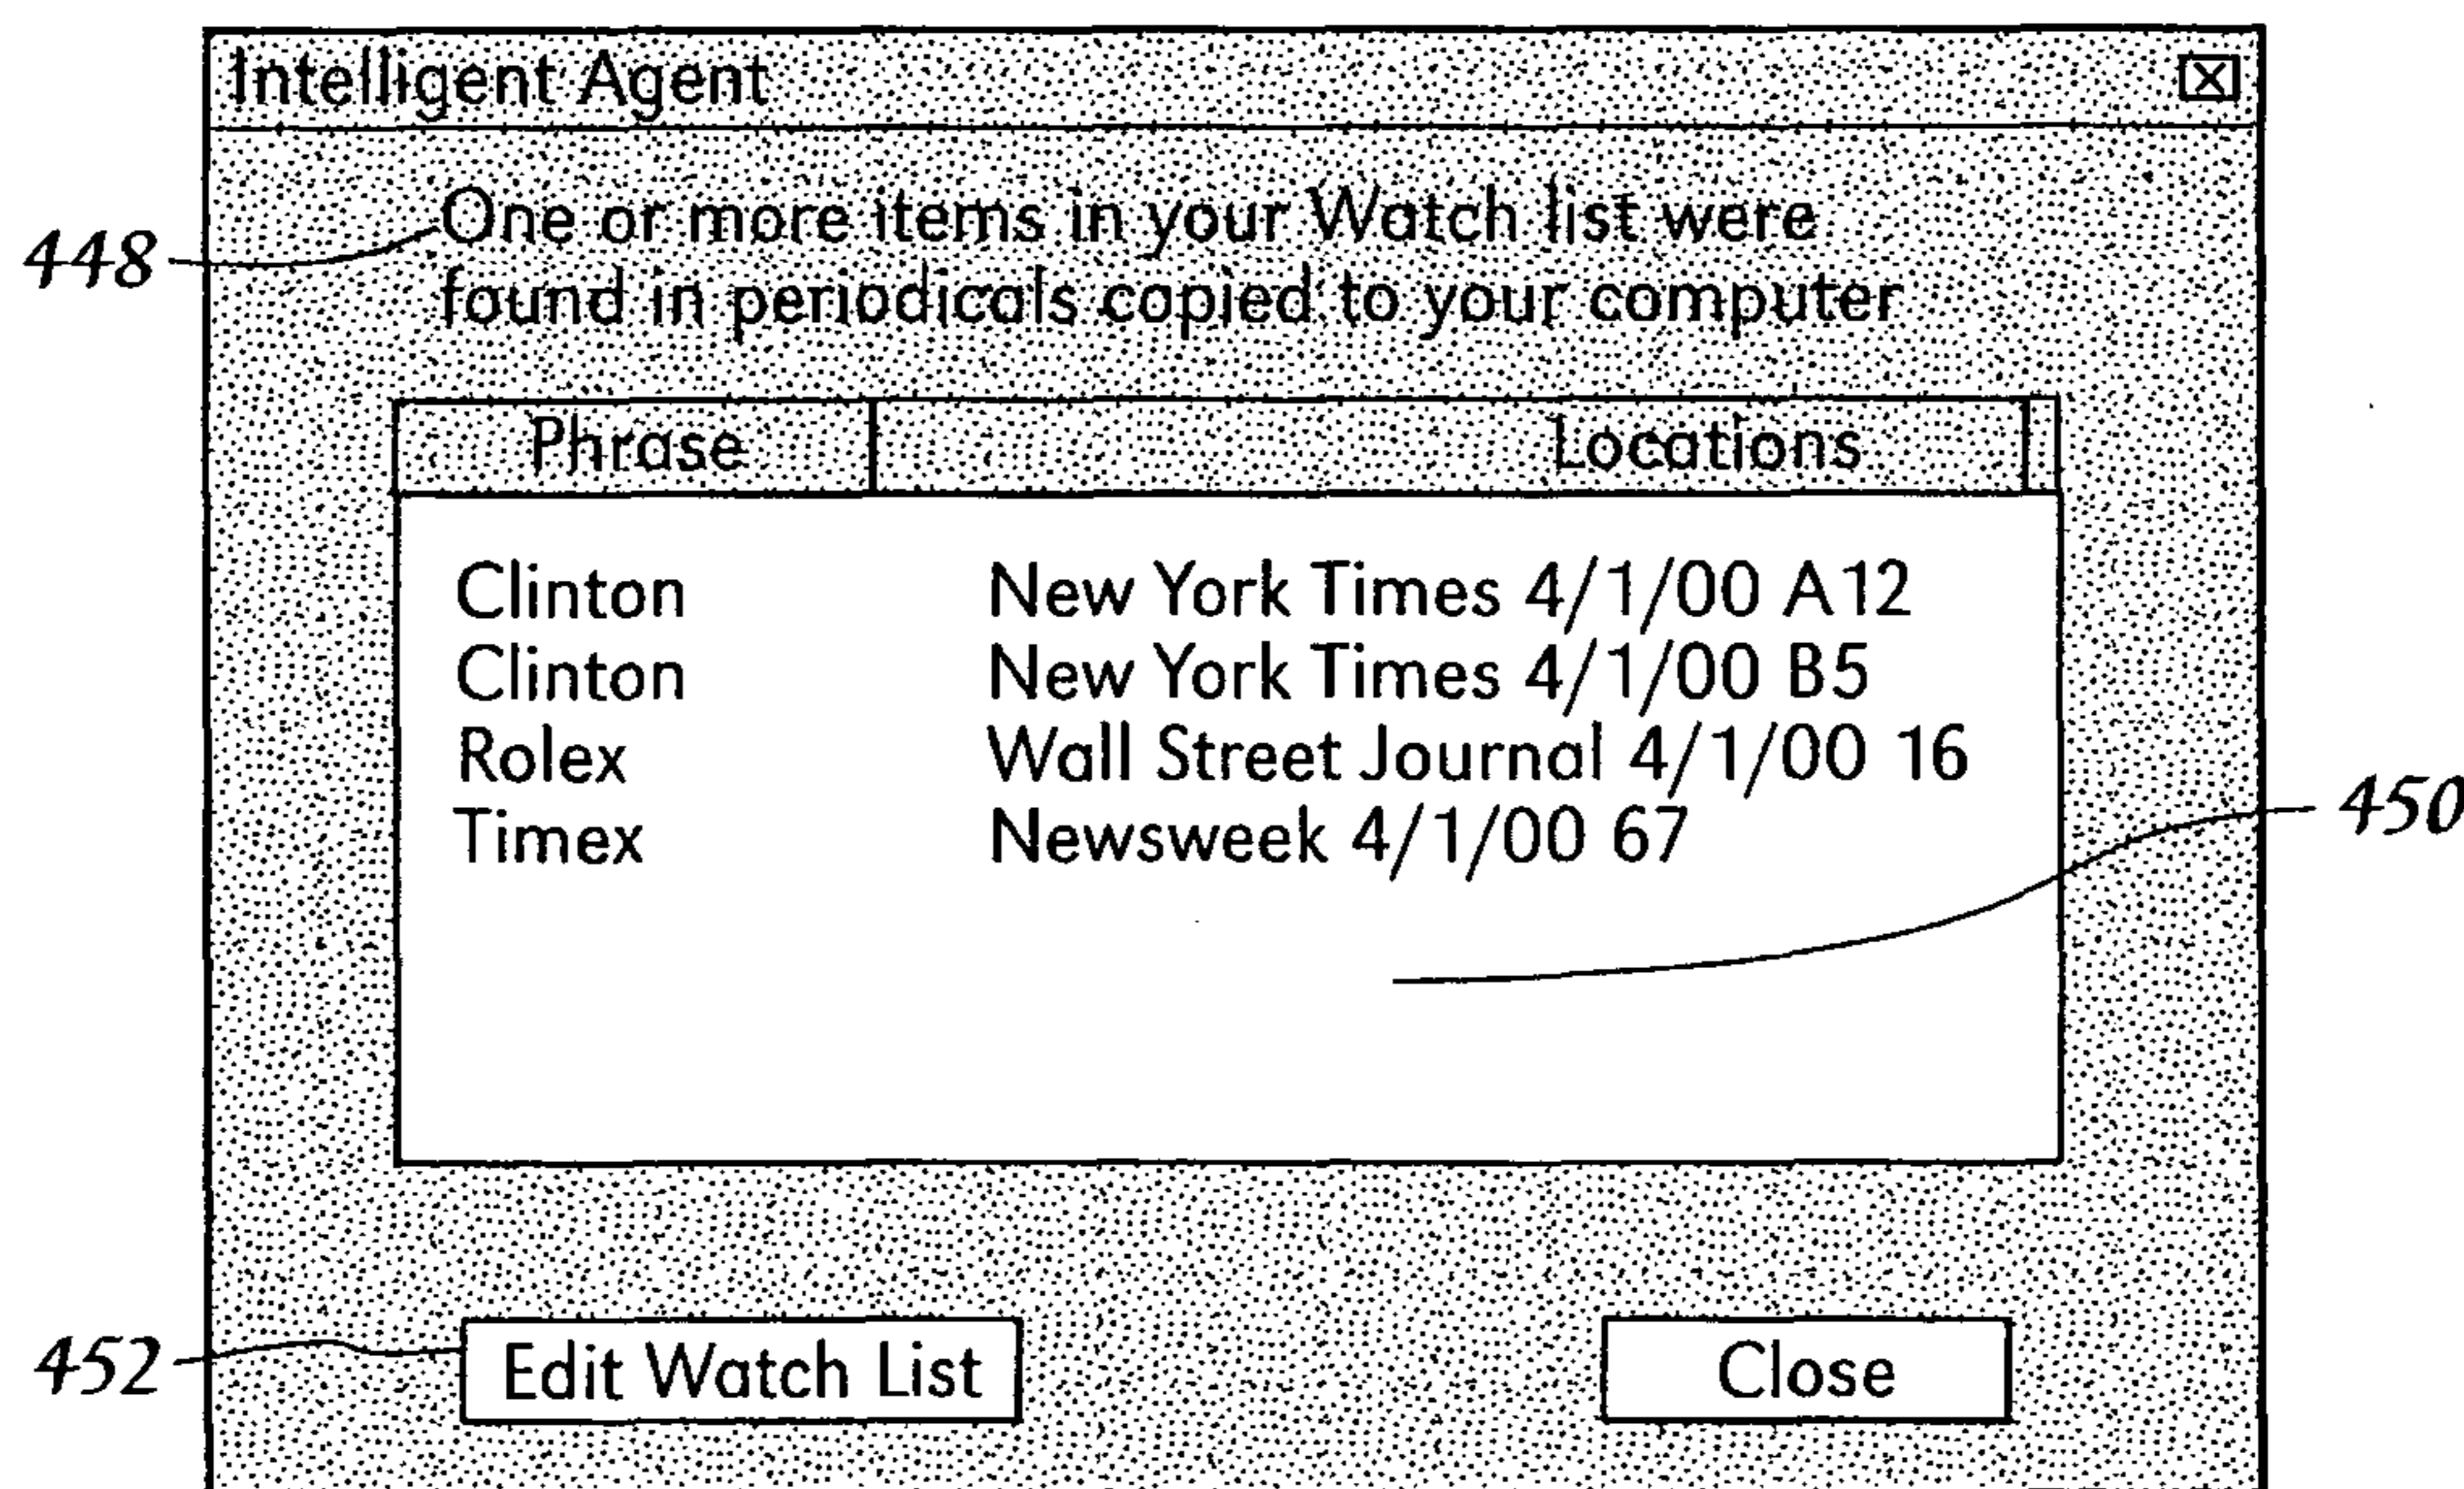 Intelligent Agent
448
One or more items in your Watch list were
found in periodicals copied to your computer
Phrase Locations
Clinton New York Times 4/1/00 A12
Clinton New York Times 4/1/00 B5
Rolex Wall Street Journal 4/1/00 16
Timex Newsweek 4/1/00 67
450
452
Edit Watch List Close